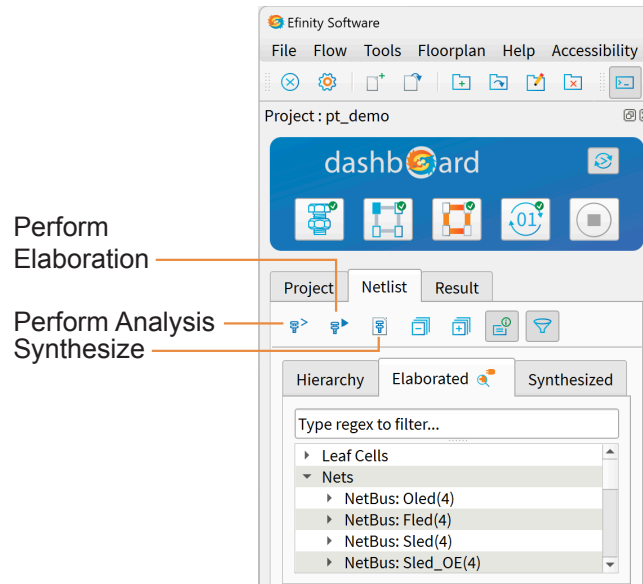 Efinity Software
File Flow Tools Floorplan Help Accessibility
Project : pt_demo
dashboard
01
Perform
Elaboration
Project Netlist Result
Perform Analysis
Synthesize
Hierarchy Elaborated Synthesized
Type regex to filter...
Leaf Cells
Nets
NetBus: Oled(4)
NetBus: Fled(4)
NetBus: Sled(4)
NetBus: Sled_OE(4)